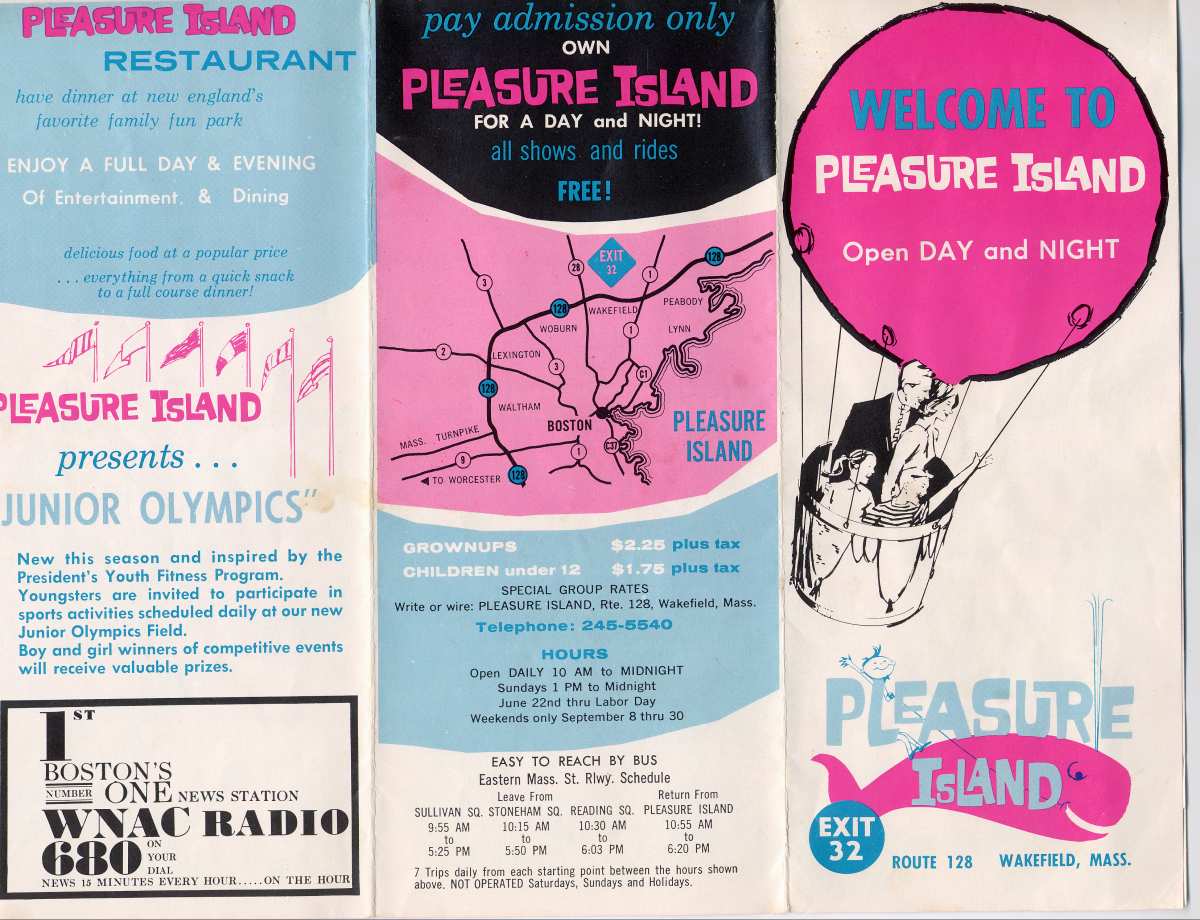 PLEASURE ISLAND
RESTAURANT
have dinner at new england's
favorite family fun park
ENJOY A FULL DAY & EVENING
Of Entertainment, & Dining
delicious food at a popular price
...everything from a quick snack
to a full course dinner!
PLEASURE ISLAND
presents...
JUNIOR OLYMPICS"
New this season and inspired by the
President's Youth Fitness Program.
Youngsters are invited to participate in
sports activities scheduled daily at our new
Junior Olympics Field.
Boy and girl winners of competitive events
will receive valuable prizes.
1ST
BOSTON'S
NUMBER ONE NEWS STATION
WNAC RADIO
680 ON YOUR DIAL
NEWS 15 MINUTES EVERY HOUR.....ON THE HOUR
pay admission only
OWN
PLEASURE ISLAND
FOR A DAY and NIGHT!
all shows and rides
FREE!
EXIT
32
128
28
1
3
PEABODY
128
WAKEFIELD
WOBURN
1
LYNN
2
LEXINGTON
3
C1
128
WALTHAM
BOSTON
PLEASURE
ISLAND
MASS. TURNPIKE
9
1
C37
128
TO WORCESTER
GROWNUPS $2.25 plus tax
CHILDREN under 12 $1.75 plus tax
SPECIAL GROUP RATES
Write or wire: PLEASURE ISLAND, Rte. 128, Wakefield, Mass.
Telephone: 245-5540
HOURS
Open DAILY 10 AM to MIDNIGHT
Sundays 1 PM to Midnight
June 22nd thru Labor Day
Weekends only September 8 thru 30
EASY TO REACH BY BUS
Eastern Mass. St. Rlwy. Schedule
Leave From Return From
SULLIVAN SQ. STONEHAM SQ. READING SQ. PLEASURE ISLAND
9:55 AM 10:15 AM 10:30 AM 10:55 AM
to to to to
5:25 PM 5:50 PM 6:03 PM 6:20 PM
7 Trips daily from each starting point between the hours shown
above. NOT OPERATED Saturdays, Sundays and Holidays.
WELCOME TO
PLEASURE ISLAND
Open DAY and NIGHT
PLEASURE
ISLAND
EXIT
32
ROUTE 128 WAKEFIELD, MASS.